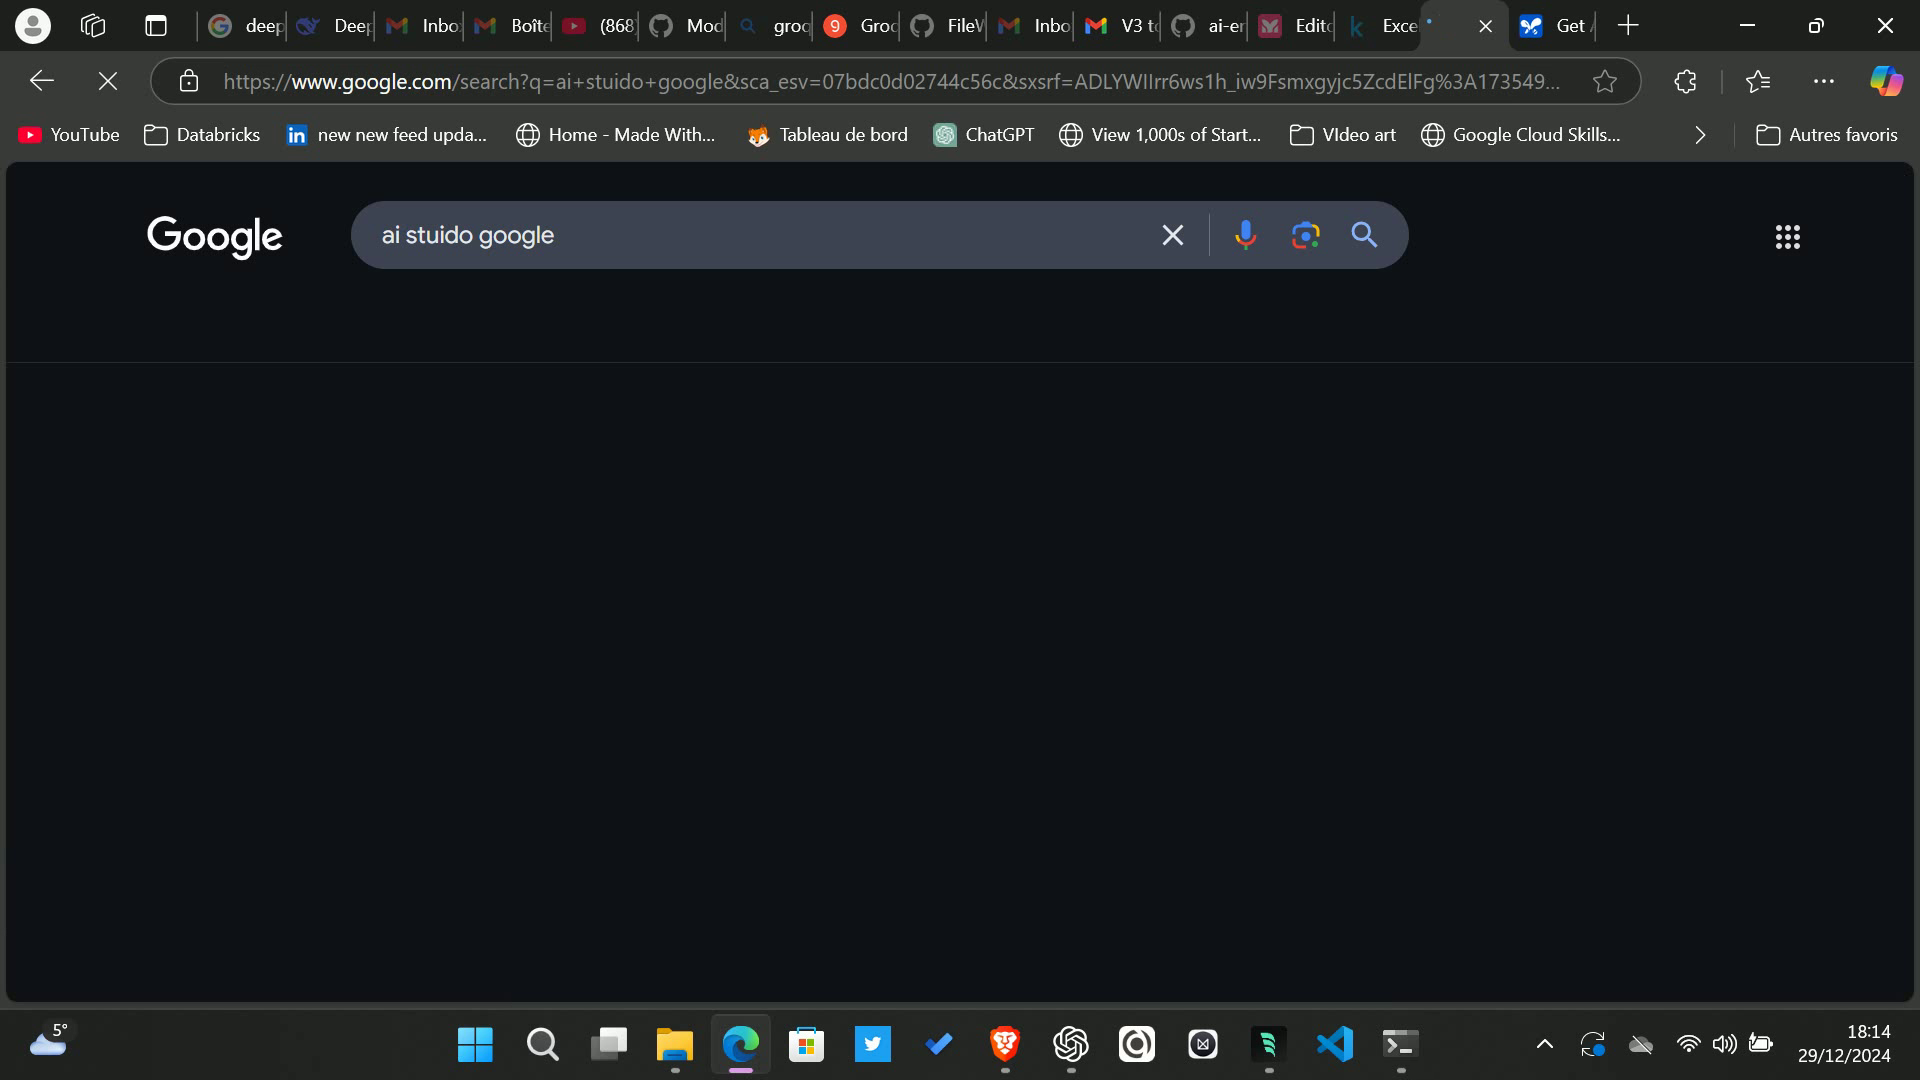 deep
Deep
Inbo
Boîte
(868
Mod
groq
Groq
FileV
Inbo
V3 to
ai-er
Edito
Exce
Get
https://www.google.com/search?q=ai+stuido+google&sca_esv=07bdc0d02744c56c&sxsrf=ADLYWIIrr6ws1h_iw9Fsmxgyjc5ZcdElFg%3A173549...
YouTube
Databricks
new new feed upda...
Home - Made With...
Tableau de bord
ChatGPT
View 1,000s of Start...
VIdeo art
Google Cloud Skills...
Autres favoris
Google
ai stuido google
5°
18:14
29/12/2024